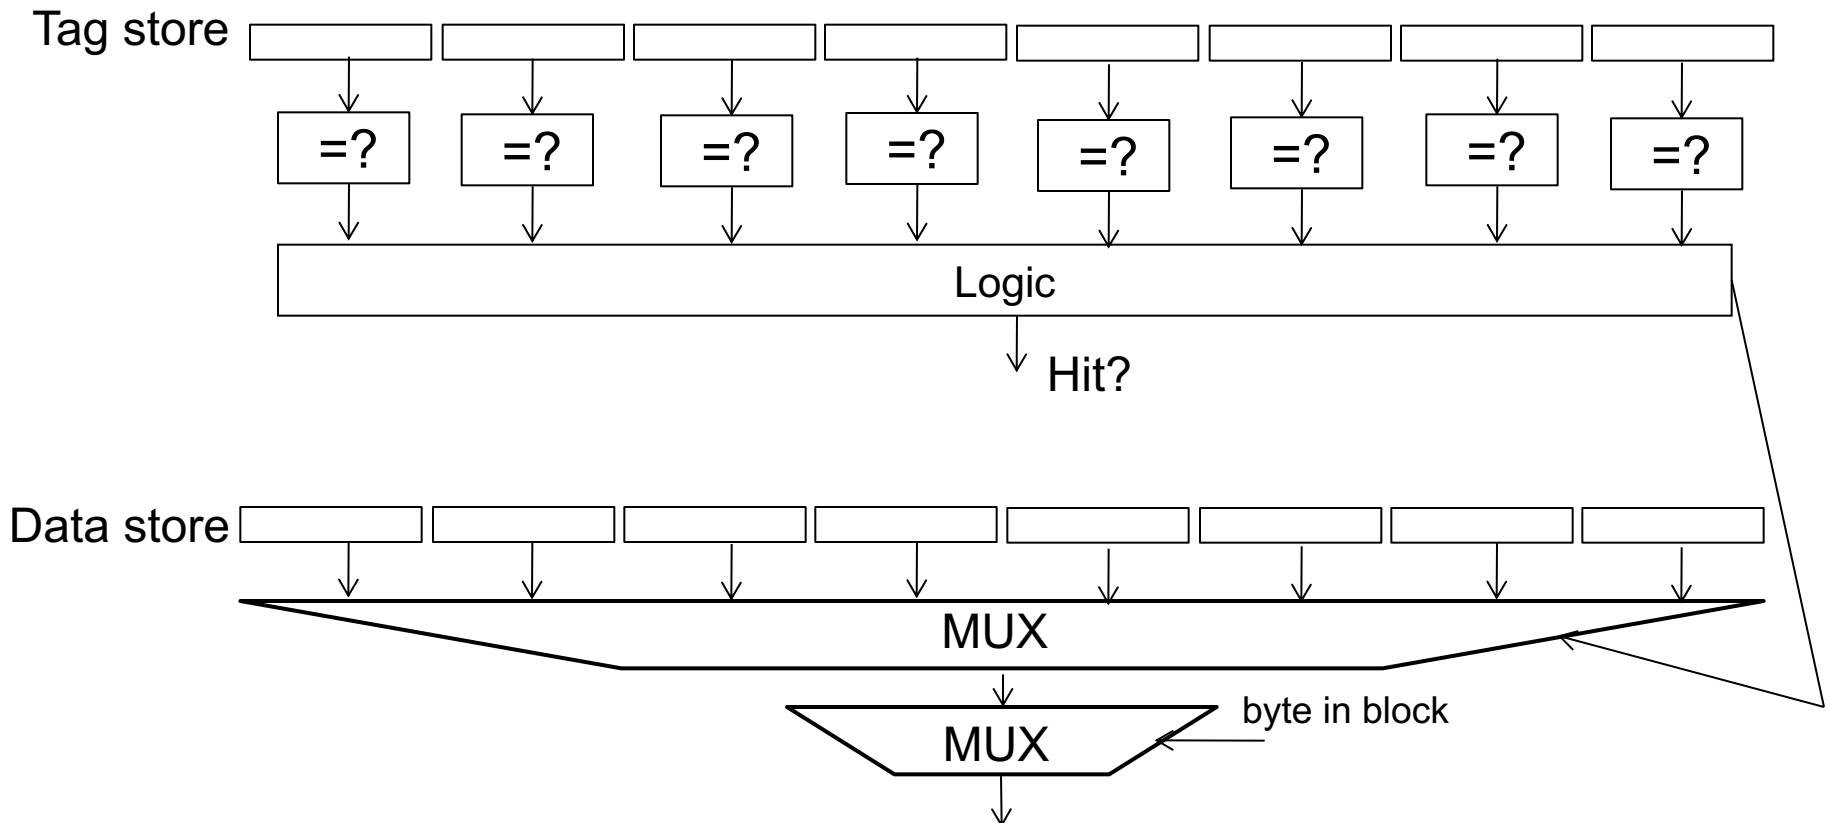 Tag store
=? =? =? =? =? =? =? =?
Logic
Hit?
Data store
MUX
byte in block
MUX